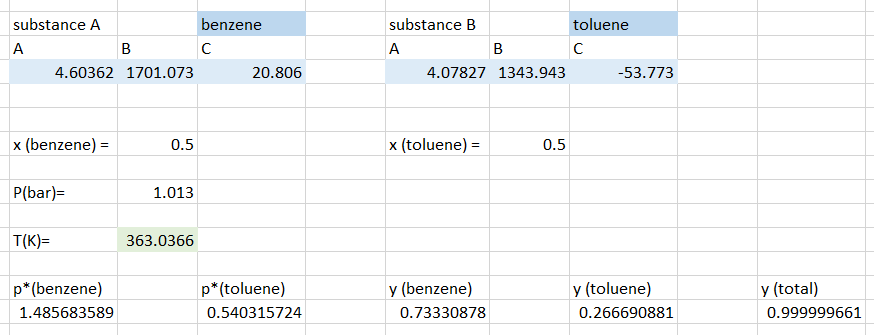 substance A benzene substance B toluene
A B C A B C
4.60362 1701.073 20.806 4.07827 1343.943 -53.773
x (benzene) = 0.5 x (toluene) = 0.5
P(bar)= 1.013
T(K)= 363.0366
p*(benzene) p*(toluene) y (benzene) y (toluene) y (total)
1.485683589 0.540315724 0.73330878 0.266690881 0.999999661